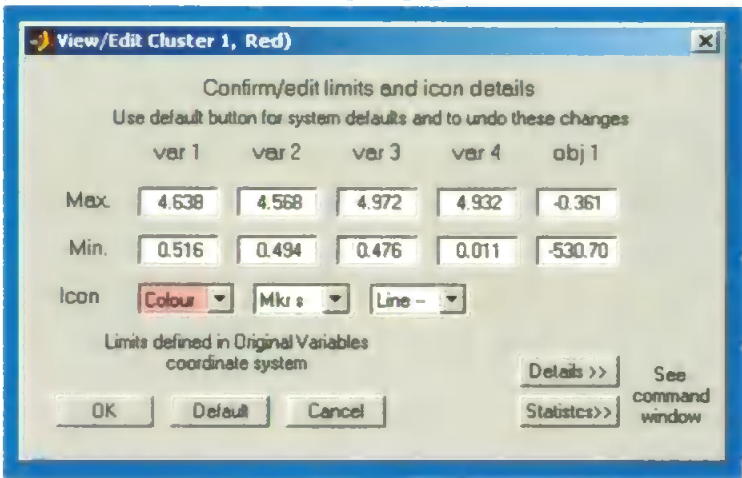 View/Edit Cluster 1, Red)
Confirm/edit limits and icon details
Use default button for system defaults and to undo these changes
var 1 var 2 var 3 var 4 obj 1
Max. 4.638 4.568 4.972 4.932 -0.361
Min. 0.516 0.494 0.476 0.011 -530.70
Icon Colour Mkr s Line -
Limits defined in Original Variables
coordinate system
Details >> See
command
window
OK Default Cancel Statistcs>>